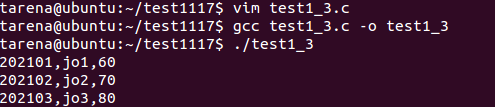 tarena@ubuntu:~/test1117$ vim test1_3.c
tarena@ubuntu:~/test1117$ gcc test1_3.c -o test1_3
tarena@ubuntu:~/test1117$ ./test1_3
202101,jo1,60
202102,jo2,70
202103,jo3,80